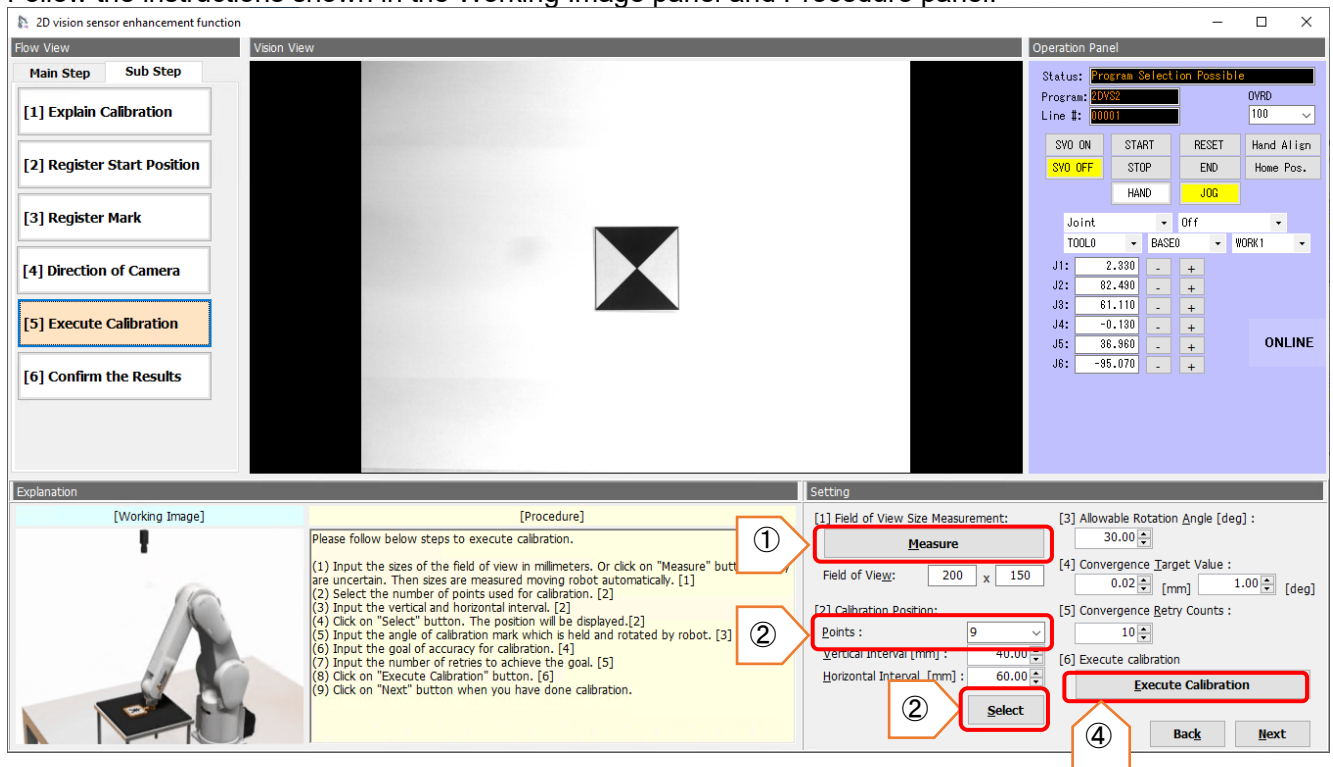 Follow the instructions shown in the Working Image panel and Procedure panel.
2D vision sensor enhancement function
Flow View
Main Step Sub Step
[1] Explain Calibration
[2] Register Start Position
[3] Register Mark
[4] Direction of Camera
[5] Execute Calibration
[6] Confirm the Results
Vision View
Operation Panel
Status: Program Selection Possible
Program: 2DVS2 OVRD
Line #: 00001 100
SVO ON START RESET Hand Align
SVO OFF STOP END Home Pos.
HAND JOG
Joint Off
TOOL0 BASE0 WORK1
J1: 2.330 - +
J2: 82.490 - +
J3: 61.110 - +
J4: -0.130 - +
J5: 36.960 - +
J6: -95.070 - +
ONLINE
Explanation
[Working Image]
[Procedure]
Please follow below steps to execute calibration.
(1) Input the sizes of the field of view in millimeters. Or click on "Measure" but
are uncertain. Then sizes are measured moving robot automatically. [1]
(2) Select the number of points used for calibration. [2]
(3) Input the vertical and horizontal interval. [2]
(4) Click on "Select" button. The position will be displayed.[2]
(5) Input the angle of calibration mark which is held and rotated by robot. [3]
(6) Input the goal of accuracy for calibration. [4]
(7) Input the number of retries to achieve the goal. [5]
(8) Click on "Execute Calibration" button. [6]
(9) Click on "Next" button when you have done calibration.
Setting
[1] Field of View Size Measurement:
① Measure
Field of View: 200 x 150
[2] Calibration Position:
② Points : 9
Vertical Interval [mm] : 40.00
Horizontal Interval [mm] : 60.00
② Select
[3] Allowable Rotation Angle [deg] :
30.00
[4] Convergence Target Value :
0.02 [mm] 1.00 [deg]
[5] Convergence Retry Counts :
10
[6] Execute calibration
Execute Calibration
④
Back Next